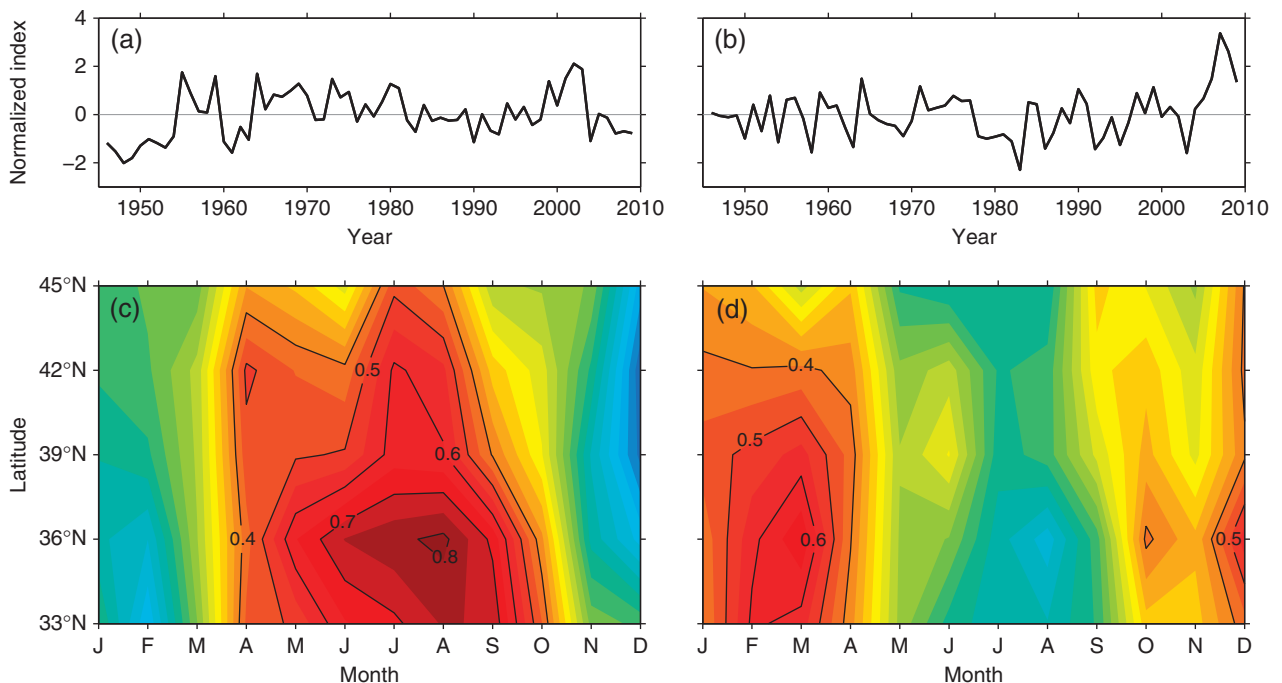 Normalized index
4
2
0
−2
(a)
(b)
1950 1960 1970 1980 1990 2000 2010
1950 1960 1970 1980 1990 2000 2010
Year
Year
Latitude
45°N
42°N
39°N
36°N
33°N
(c)
0.5
0.6
0.7
0.4
0.8
(d)
0.4
0.5
0.6
0.5
J F M A M J J A S O N D
J F M A M J J A S O N D
Month
Month